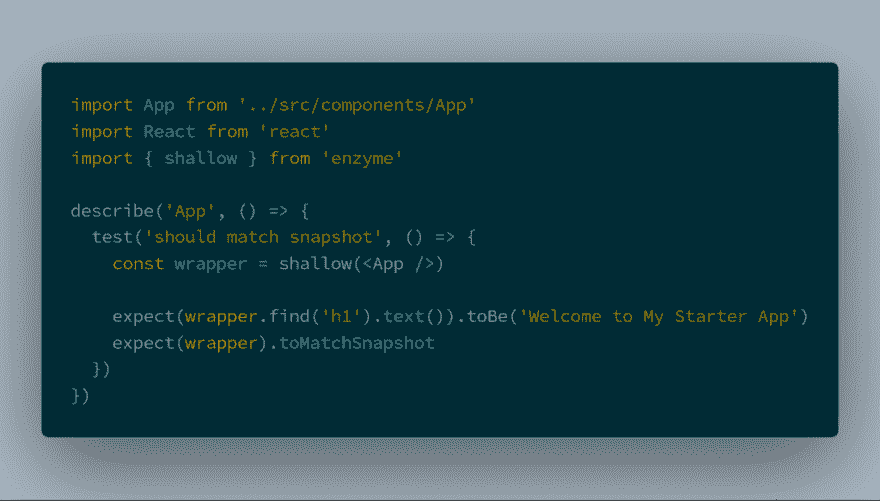 import App from '../src/components/App'
import React from 'react'
import { shallow } from 'enzyme'

describe('App', () => {
  test('should match snapshot', () => {
    const wrapper = shallow(<App />)

    expect(wrapper.find('h1').text()).toBe('Welcome to My Starter App')
    expect(wrapper).toMatchSnapshot
  })
})